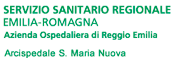 SERVIZIO SANITARIO REGIONALE
EMILIA-ROMAGNA
Azienda Ospedaliera di Reggio Emilia
Arcispedale S. Maria Nuova